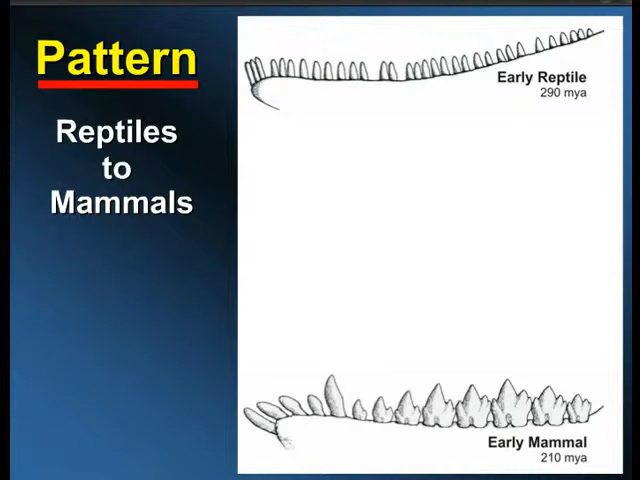 Pattern
Reptiles
to
Mammals
Early Reptile
290 mya
Early Mammal
210 mya